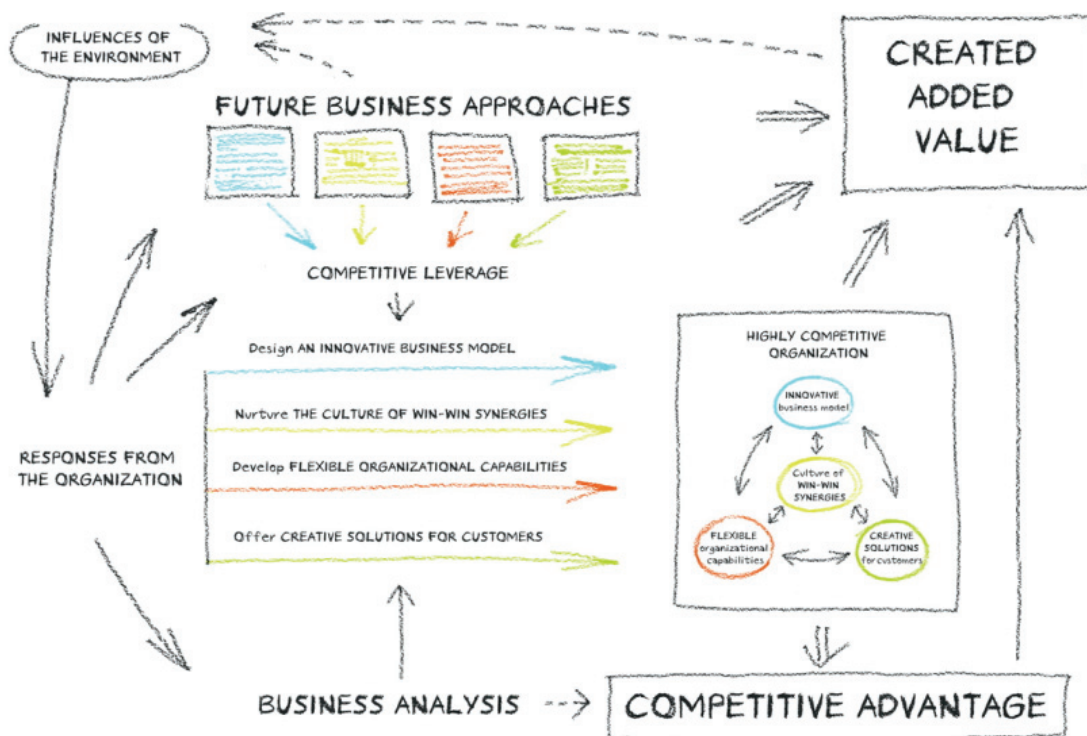 INFLUENCES OF
THE ENVIRONMENT
CREATED
ADDED
VALUE
FUTURE BUSINESS APPROACHES
COMPETITIVE LEVERAGE
Design AN INNOVATIVE BUSINESS MODEL
Nurture THE CULTURE OF WIN-WIN SYNERGIES
RESPONSES FROM
THE ORGANIZATION
Develop FLEXIBLE ORGANIZATIONAL CAPABILITIES
Offer CREATIVE SOLUTIONS FOR CUSTOMERS
HIGHLY COMPETITIVE
ORGANIZATION
INNOVATIVE
business model
Culture of
WIN-WIN
SYNERGIES
FLEXIBLE
organizational
capabilities
CREATIVE
SOLUTIONS
for customers
BUSINESS ANALYSIS
COMPETITIVE ADVANTAGE